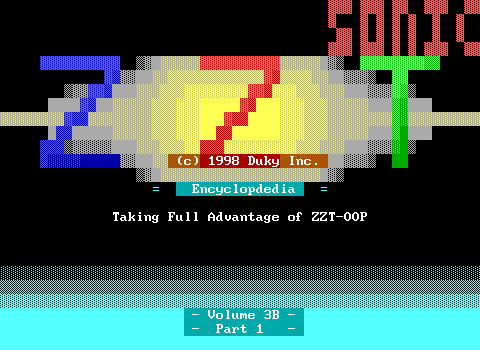 SONIC
ZZT
(c) 1998 Duky Inc.
= Encyclopdedia =
Taking Full Advantage of ZZT-OOP
- Volume 3B -
- Part 1 -